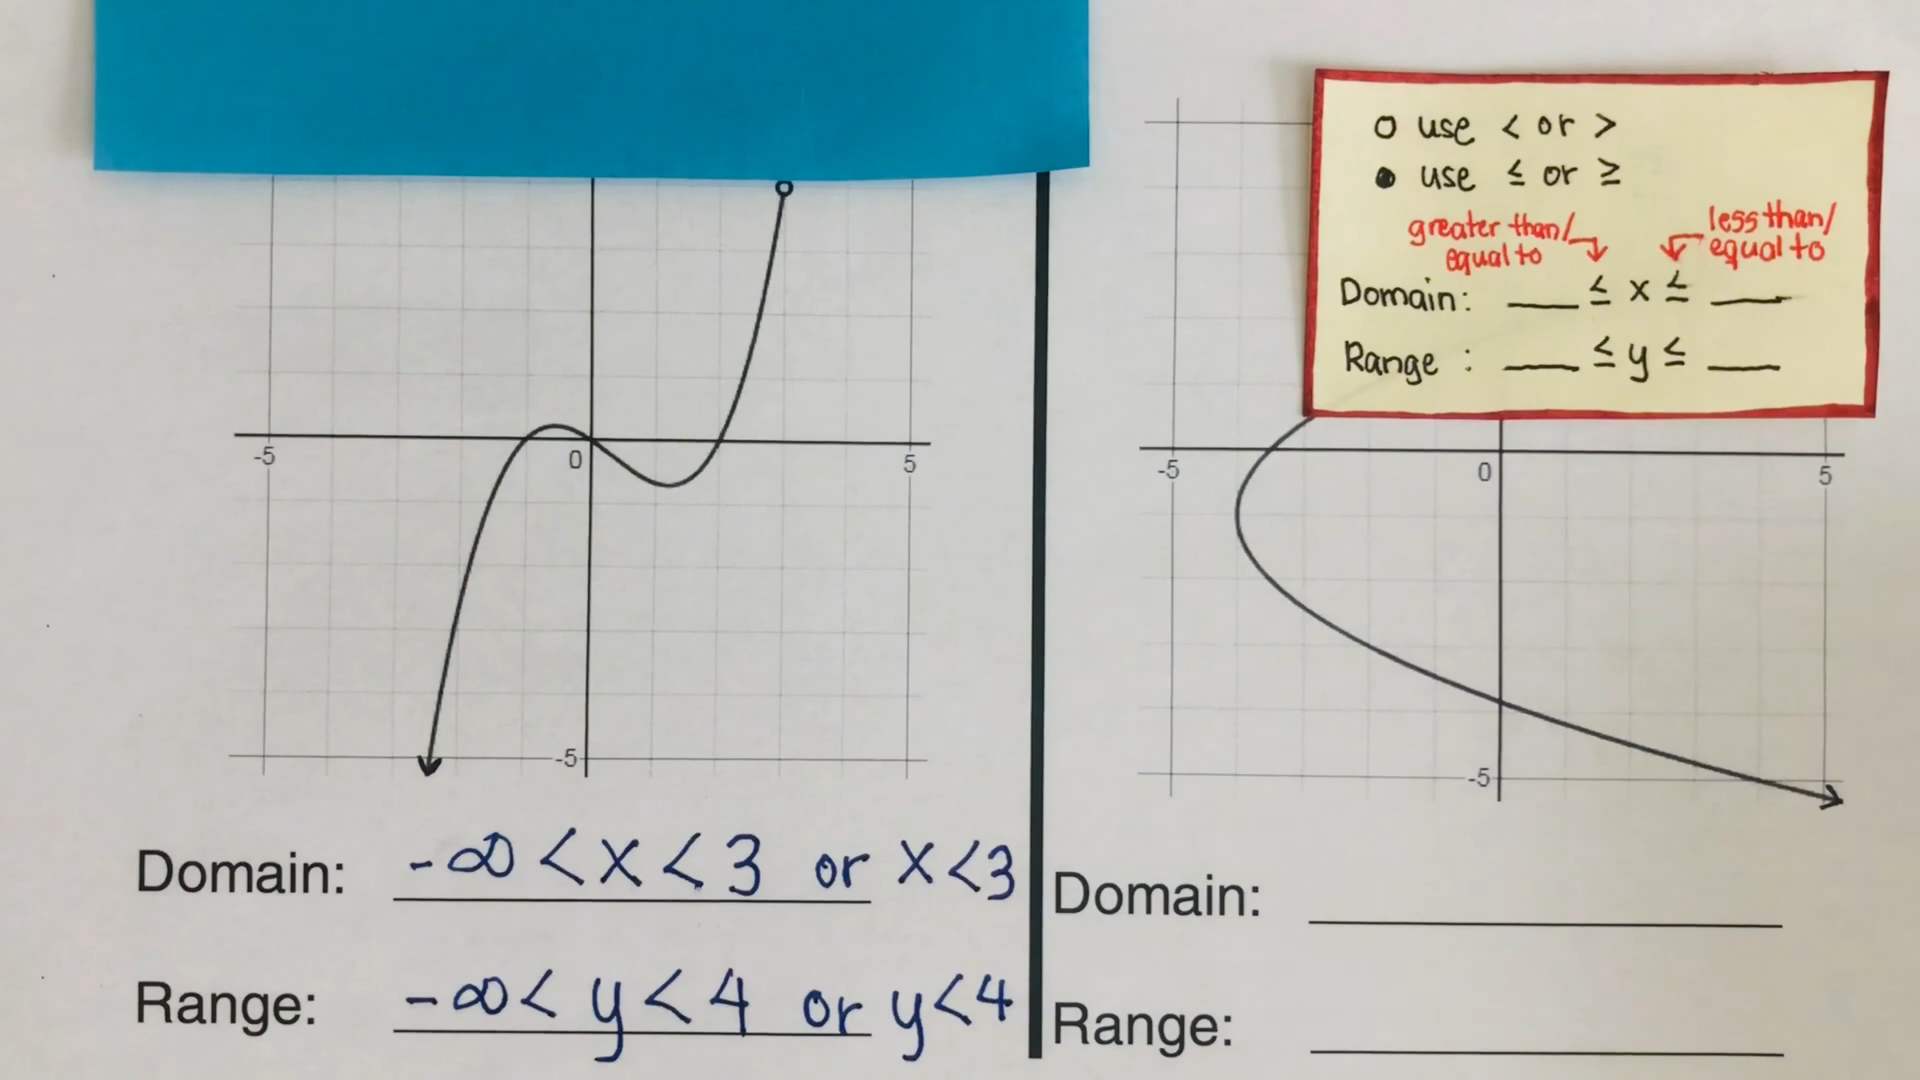 -5
0
5
-5
Domain: -∞ < x < 3 or x < 3
Range: -∞ < y < 4 or y < 4
○ use < or >
● use ≤ or ≥
greater than/
equal to
less than/
equal to
Domain: ___ ≤ x ≤ ___
Range : ___ ≤ y ≤ ___
-5
0
5
-5
Domain:
Range: